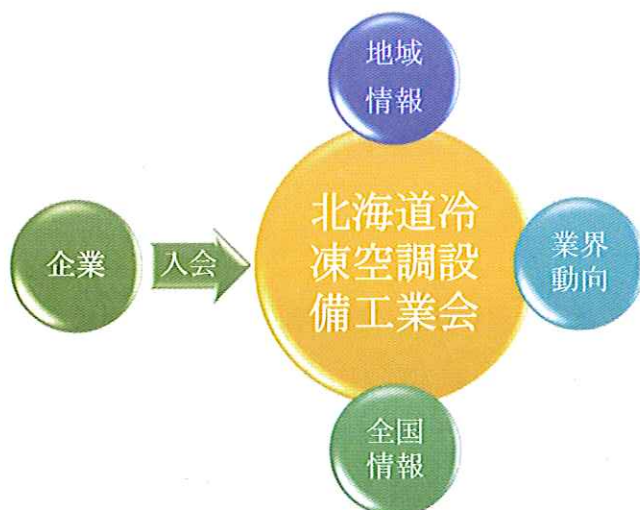 地域
情報
企業
入会
北海道冷
凍空調設
備工業会
業界
動向
全国
情報